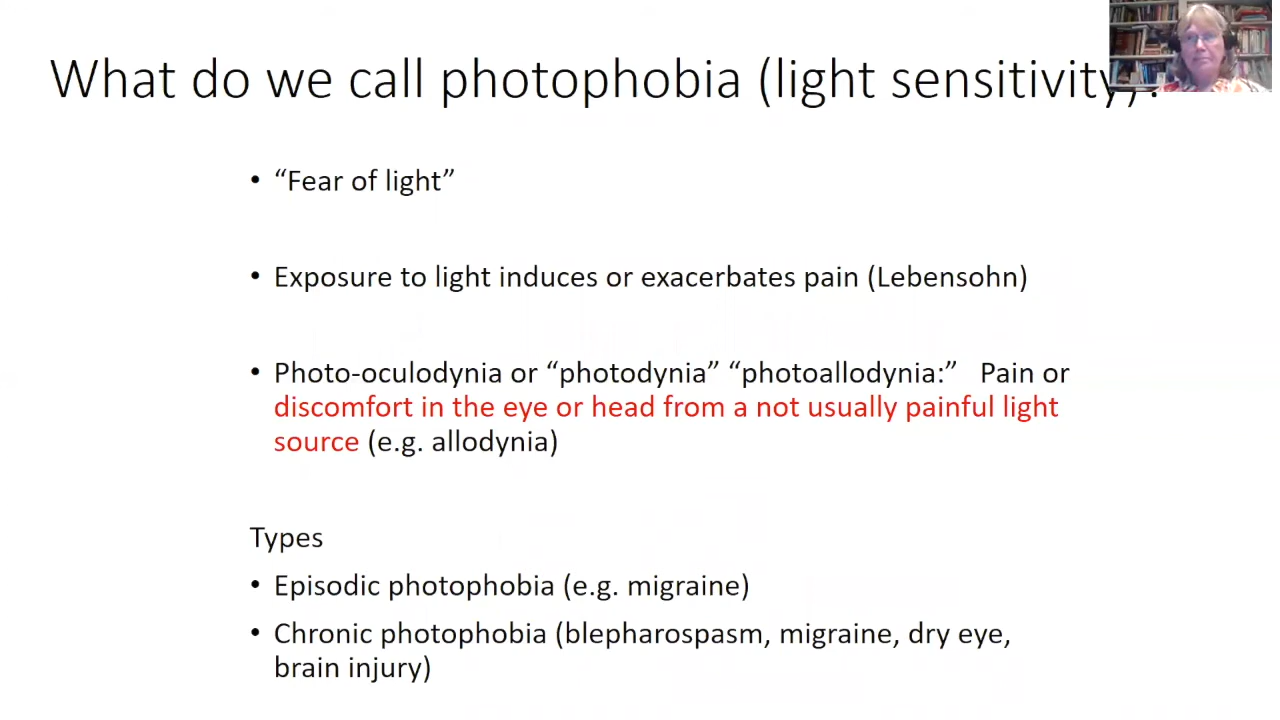 What do we call photophobia (light sensitivity)?
• “Fear of light”
• Exposure to light induces or exacerbates pain (Lebensohn)
• Photo-oculodynia or “photodynia” “photoallodynia:” Pain or
discomfort in the eye or head from a not usually painful light
source (e.g. allodynia)
Types
• Episodic photophobia (e.g. migraine)
• Chronic photophobia (blepharospasm, migraine, dry eye,
brain injury)